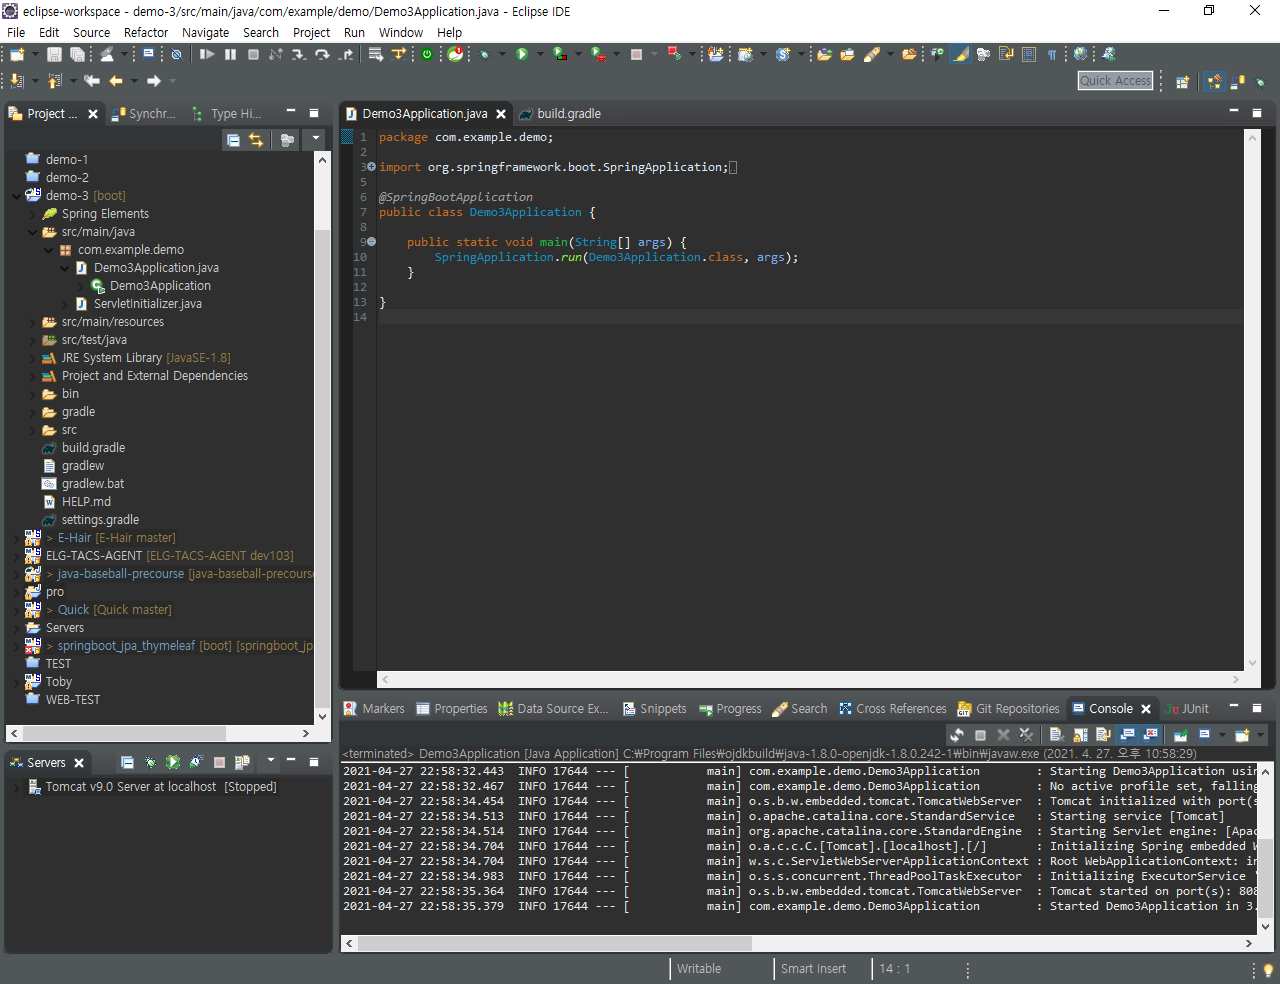 eclipse-workspace - demo-3/src/main/java/com/example/demo/Demo3Application.java - Eclipse IDE
File Edit Source Refactor Navigate Search Project Run Window Help
Quick Access
Project ... Synchr... Type Hi...
demo-1
demo-2
demo-3 [boot]
Spring Elements
src/main/java
com.example.demo
Demo3Application.java
Demo3Application
ServletInitializer.java
src/main/resources
src/test/java
JRE System Library [JavaSE-1.8]
Project and External Dependencies
bin
gradle
src
build.gradle
gradlew
gradlew.bat
HELP.md
settings.gradle
> E-Hair [E-Hair master]
ELG-TACS-AGENT [ELG-TACS-AGENT dev103]
> java-baseball-precourse [java-baseball-precourse
pro
> Quick [Quick master]
Servers
> springboot_jpa_thymeleaf [boot] [springboot_jp
TEST
Toby
WEB-TEST
Servers
Tomcat v9.0 Server at localhost [Stopped]
Demo3Application.java build.gradle
1 package com.example.demo;
2
3 import org.springframework.boot.SpringApplication;
5
6 @SpringBootApplication
7 public class Demo3Application {
8
9 public static void main(String[] args) {
10 SpringApplication.run(Demo3Application.class, args);
11 }
12
13 }
14
Markers Properties Data Source Ex... Snippets Progress Search Cross References Git Repositories Console JUnit
<terminated> Demo3Application [Java Application] C:₩Program Files₩ojdkbuild₩java-1.8.0-openjdk-1.8.0.242-1₩bin₩javaw.exe (2021. 4. 27. 오후 10:58:29)
2021-04-27 22:58:32.443 INFO 17644 --- [ main] com.example.demo.Demo3Application : Starting Demo3Application usin
2021-04-27 22:58:32.467 INFO 17644 --- [ main] com.example.demo.Demo3Application : No active profile set, falling
2021-04-27 22:58:34.454 INFO 17644 --- [ main] o.s.b.w.embedded.tomcat.TomcatWebServer : Tomcat initialized with port(s
2021-04-27 22:58:34.513 INFO 17644 --- [ main] o.apache.catalina.core.StandardService : Starting service [Tomcat]
2021-04-27 22:58:34.514 INFO 17644 --- [ main] org.apache.catalina.core.StandardEngine : Starting Servlet engine: [Apac
2021-04-27 22:58:34.704 INFO 17644 --- [ main] o.a.c.c.C.[Tomcat].[localhost].[/] : Initializing Spring embedded W
2021-04-27 22:58:34.704 INFO 17644 --- [ main] w.s.c.ServletWebServerApplicationContext : Root WebApplicationContext: in
2021-04-27 22:58:34.983 INFO 17644 --- [ main] o.s.s.concurrent.ThreadPoolTaskExecutor : Initializing ExecutorService '
2021-04-27 22:58:35.364 INFO 17644 --- [ main] o.s.b.w.embedded.tomcat.TomcatWebServer : Tomcat started on port(s): 808
2021-04-27 22:58:35.379 INFO 17644 --- [ main] com.example.demo.Demo3Application : Started Demo3Application in 3.
Writable Smart Insert 14 : 1